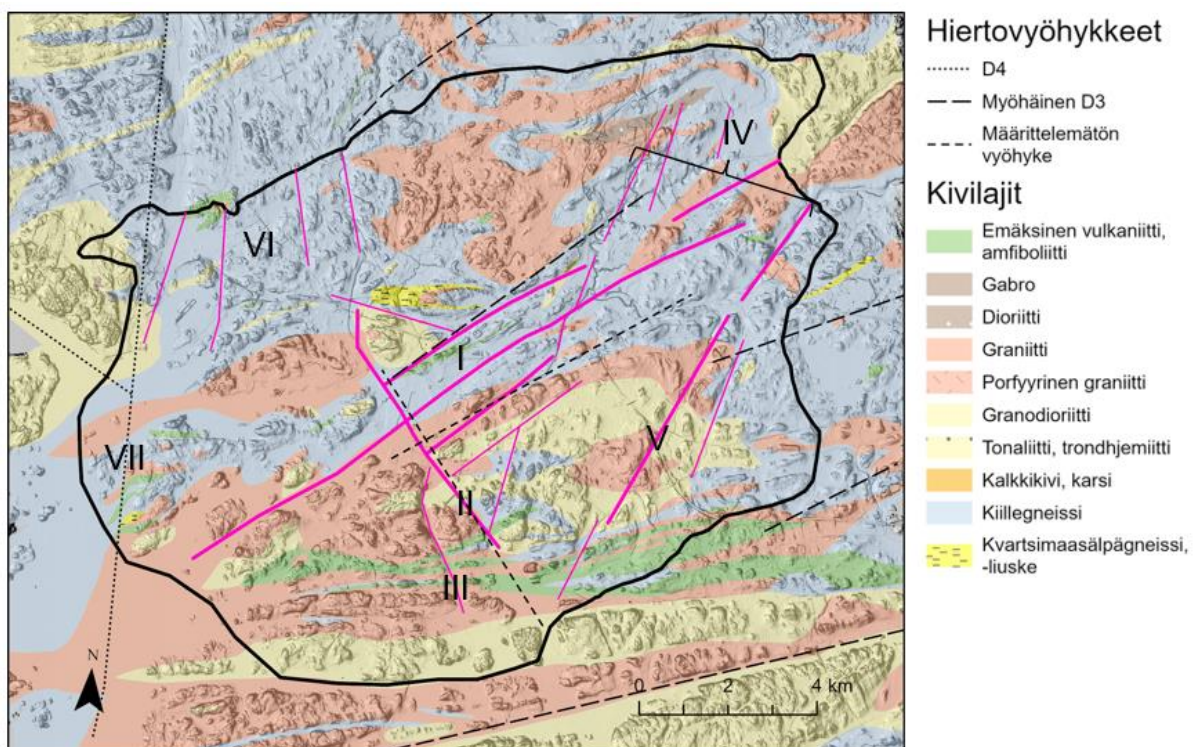 IV
VI
I
VII
V
II
III
N
0 2 4 km
Hiertovyöhykkeet
D4
Myöhäinen D3
Määrittelemätön
vyöhyke
Kivilajit
Emäksinen vulkaniitti,
amfiboliitti
Gabro
Dioriitti
Graniitti
Porfyyrinen graniitti
Granodioriitti
Tonaliitti, trondhjemiitti
Kalkkikivi, karsi
Kiillegneissi
Kvartsimaasälpägneissi,
-liuske